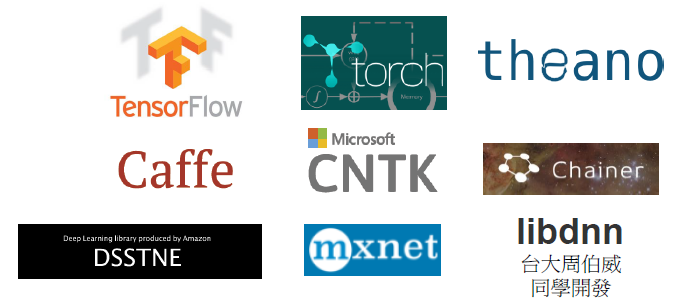 TensorFlow
torch
Memory
theano
Caffe
Microsoft
CNTK
Chainer
Deep Learning library produced by Amazon
DSSTNE
mxnet
libdnn
台大周伯威
同學開發